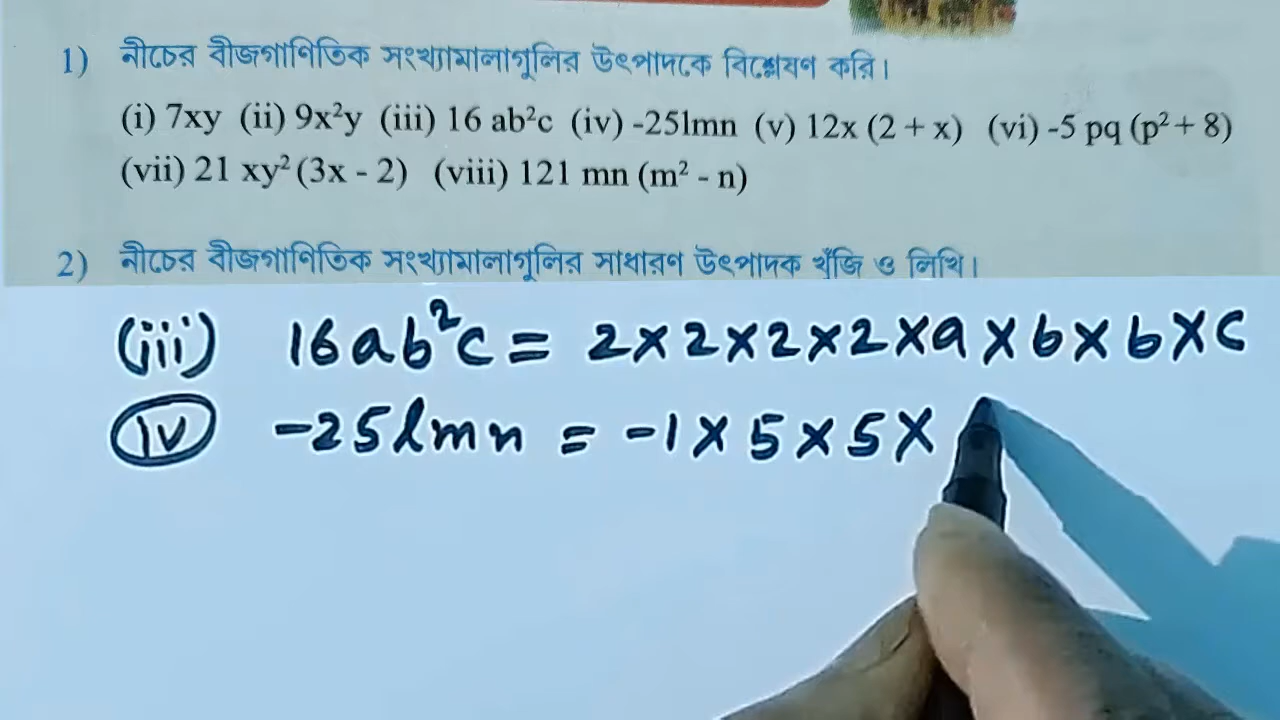 1) নীচের বীজগাণিতিক সংখ্যামালাগুলির উৎপাদকে বিশ্লেষণ করি।
(i) 7xy (ii) 9x²y (iii) 16 ab²c (iv) -25lmn (v) 12x (2 + x) (vi) -5 pq (p² + 8)
(vii) 21 xy² (3x - 2) (viii) 121 mn (m² - n)
2) নীচের বীজগাণিতিক সংখ্যামালাগুলির সাধারণ উৎপাদক খুঁজি ও লিখি।
(iii) 16ab²c = 2×2×2×2×a×b×b×c
(iv) -25lmn = -1×5×5×